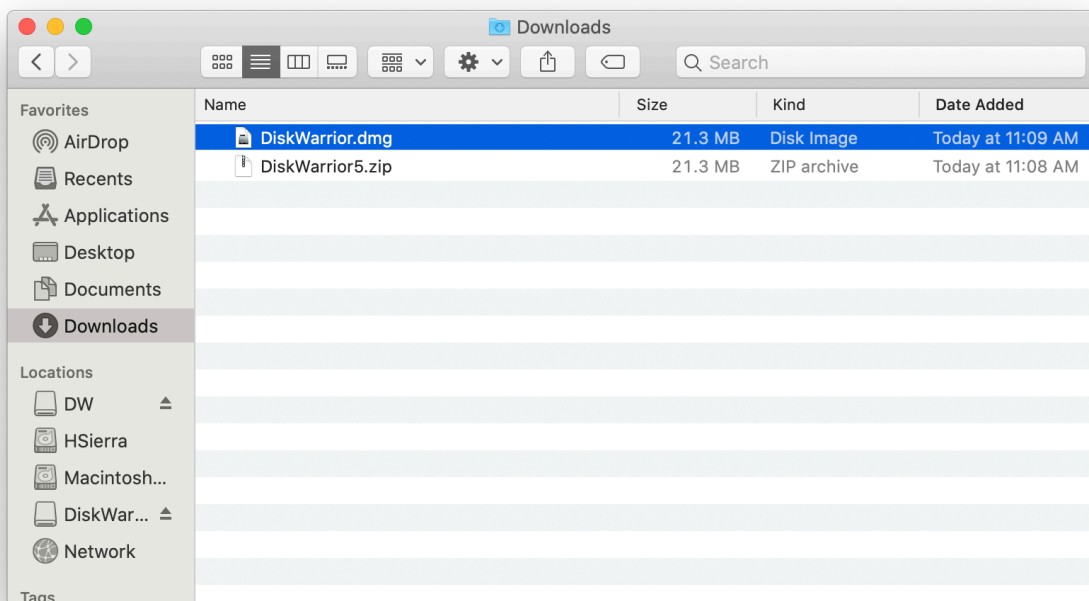 Downloads
Search
Favorites
AirDrop
Recents
Applications
Desktop
Documents
Downloads
Locations
DW
HSierra
Macintosh...
DiskWar...
Network
Tags
Name Size Kind Date Added
DiskWarrior.dmg 21.3 MB Disk Image Today at 11:09 AM
DiskWarrior5.zip 21.3 MB ZIP archive Today at 11:08 AM